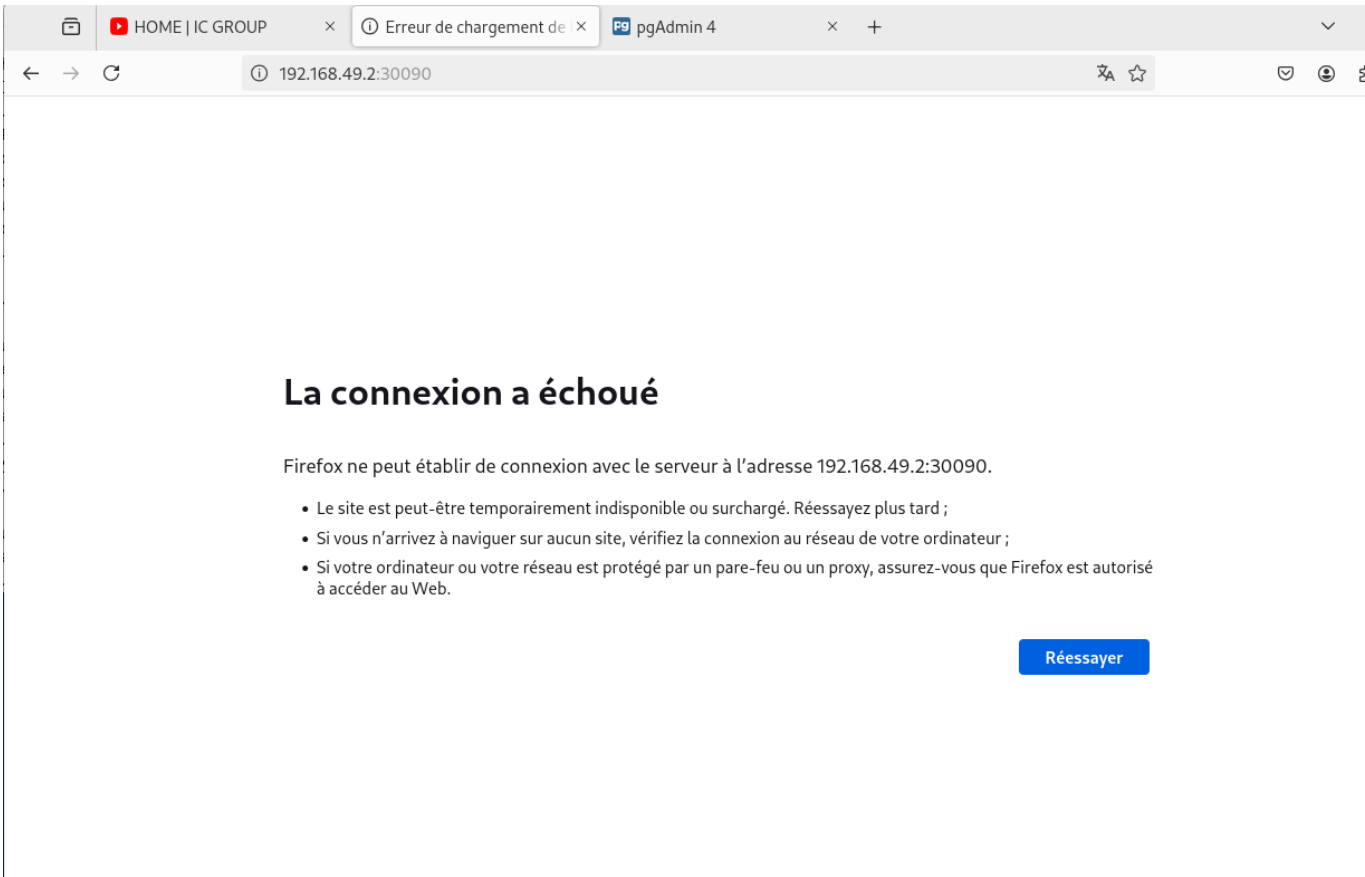 HOME | IC GROUP
Erreur de chargement de
pgAdmin 4
192.168.49.2:30090
La connexion a échoué
Firefox ne peut établir de connexion avec le serveur à l’adresse 192.168.49.2:30090.
• Le site est peut-être temporairement indisponible ou surchargé. Réessayez plus tard ;
• Si vous n’arrivez à naviguer sur aucun site, vérifiez la connexion au réseau de votre ordinateur ;
• Si votre ordinateur ou votre réseau est protégé par un pare-feu ou un proxy, assurez-vous que Firefox est autorisé
à accéder au Web.
Réessayer